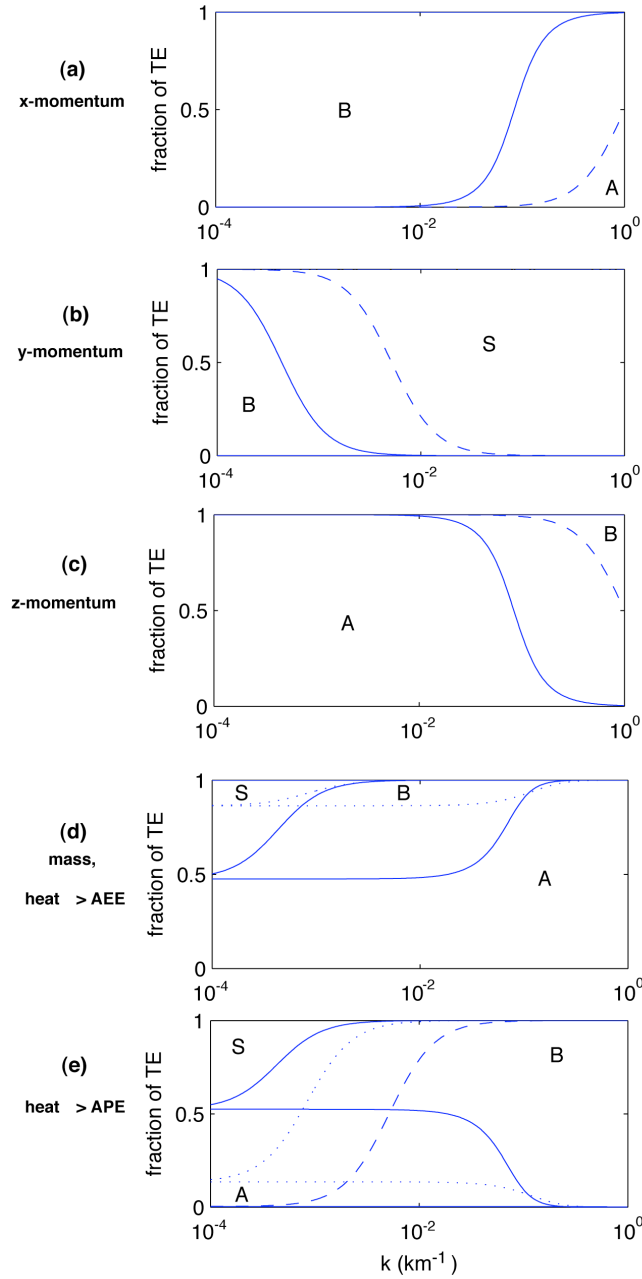 (a)
x-momentum
fraction of TE
1
0.5
0
B
A
10^-4
10^-2
10^0
(b)
y-momentum
fraction of TE
1
0.5
0
B
S
10^-4
10^-2
10^0
(c)
z-momentum
fraction of TE
1
0.5
0
A
B
10^-4
10^-2
10^0
(d)
mass,
heat > AEE
fraction of TE
1
0.5
0
S
B
A
10^-4
10^-2
10^0
(e)
heat > APE
fraction of TE
1
0.5
0
S
B
A
10^-4
10^-2
10^0
k (km^-1)